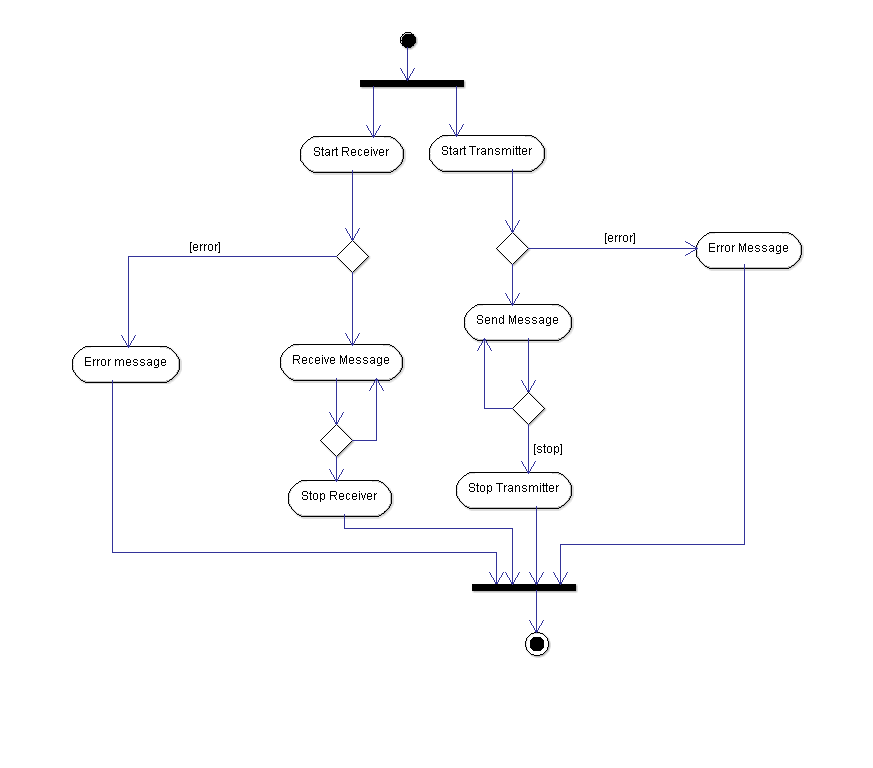 Start Receiver
Start Transmitter
[error]
[error]
Error Message
Send Message
Error message
Receive Message
[stop]
Stop Receiver
Stop Transmitter